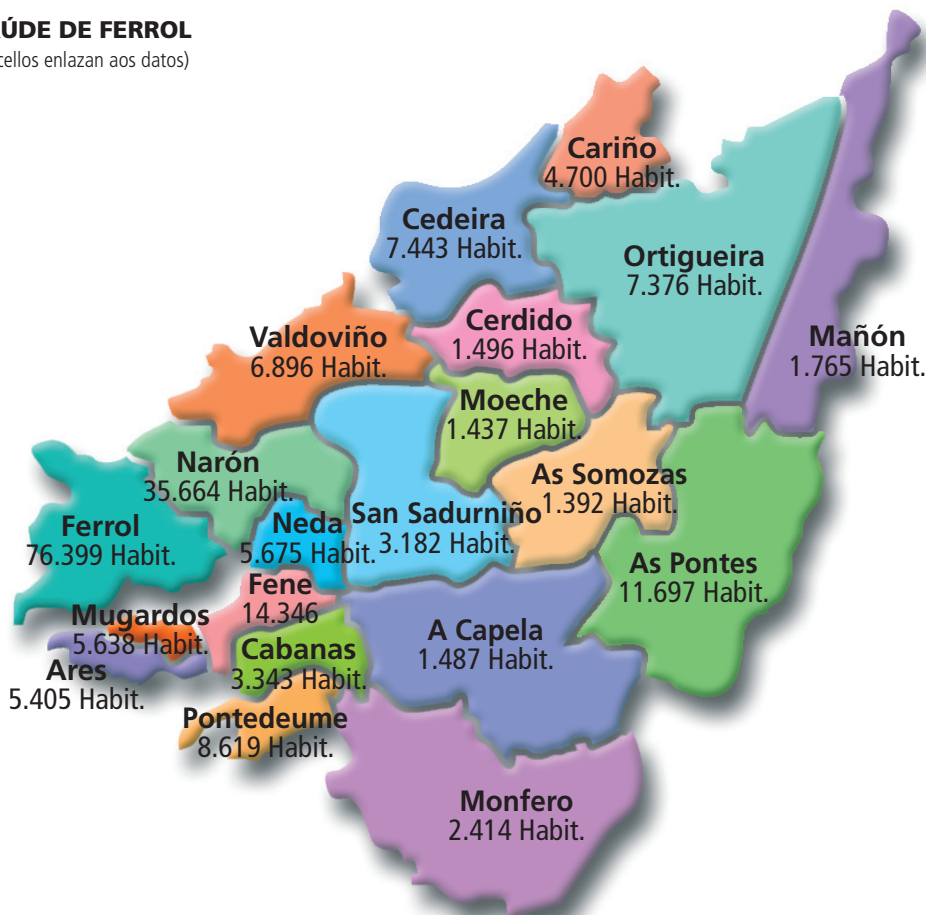 ÚDE DE FERROL
cellos enlazan aos datos)
Cariño
4.700 Habit.
Cedeira
7.443 Habit.
Ortigueira
7.376 Habit.
Valdoviño
6.896 Habit.
Cerdido
1.496 Habit.
Mañón
1.765 Habit.
Moeche
1.437 Habit.
Narón
35.664 Habit.
As Somozas
1.392 Habit.
Ferrol
76.399 Habit.
Neda
5.675 Habit.
San Sadurniño
3.182 Habit.
As Pontes
11.697 Habit.
Fene
14.346
Mugardos
5.638 Habit.
A Capela
1.487 Habit.
Cabanas
3.343 Habit.
Ares
5.405 Habit.
Pontedeume
8.619 Habit.
Monfero
2.414 Habit.